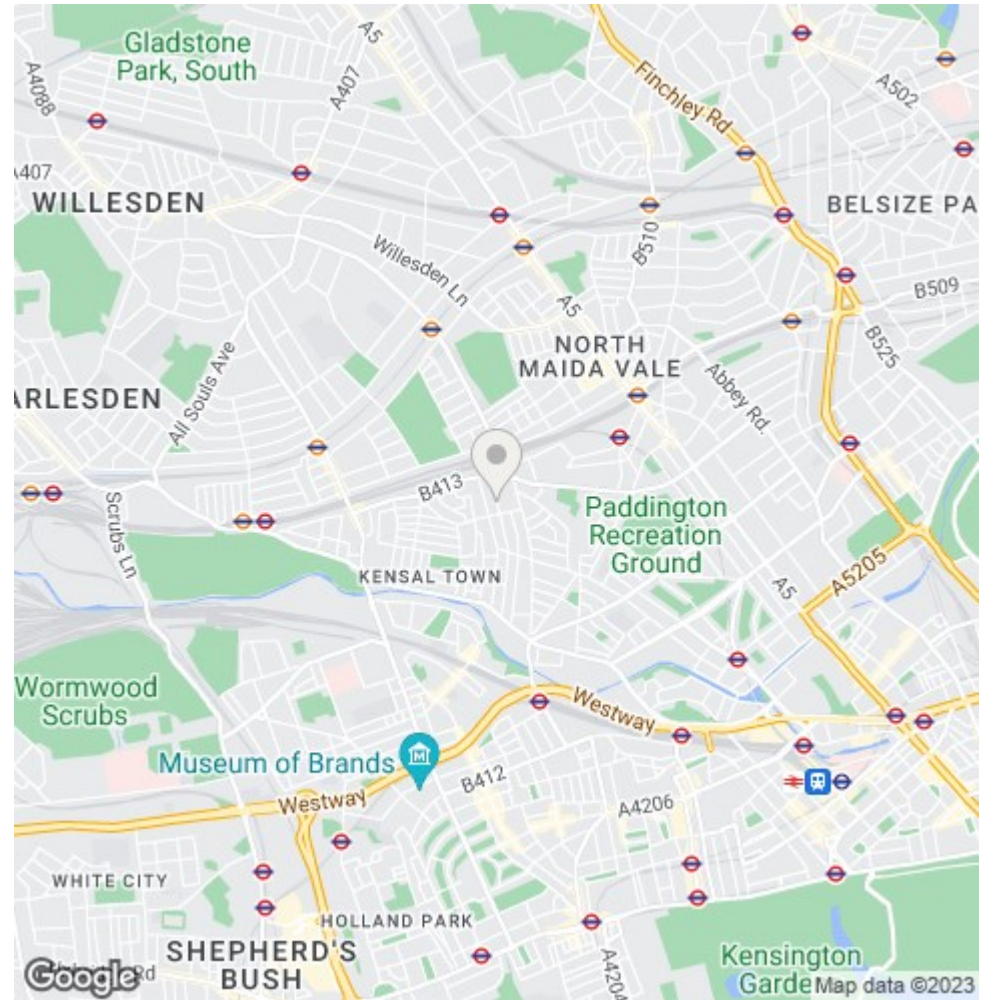 Gladstone
Park, South
A5
A407
A4088
Finchley Rd
A502
A407
WILLESDEN
BELSIZE PA
B510
Willesden Ln
A5
B509
NORTH
MAIDA VALE
B525
All Souls Ave
Abbey Rd.
ARLESDEN
B413
Scrubs Ln
Paddington
Recreation
Ground
KENSAL TOWN
A5
A5205
Wormwood
Scrubs
Westway
Museum of Brands
M
B412
Westway
A4206
WHITE CITY
HOLLAND PARK
SHEPHERD'S
BUSH
A4204
Kensington
Garde
Google
Rd
Map data ©2023